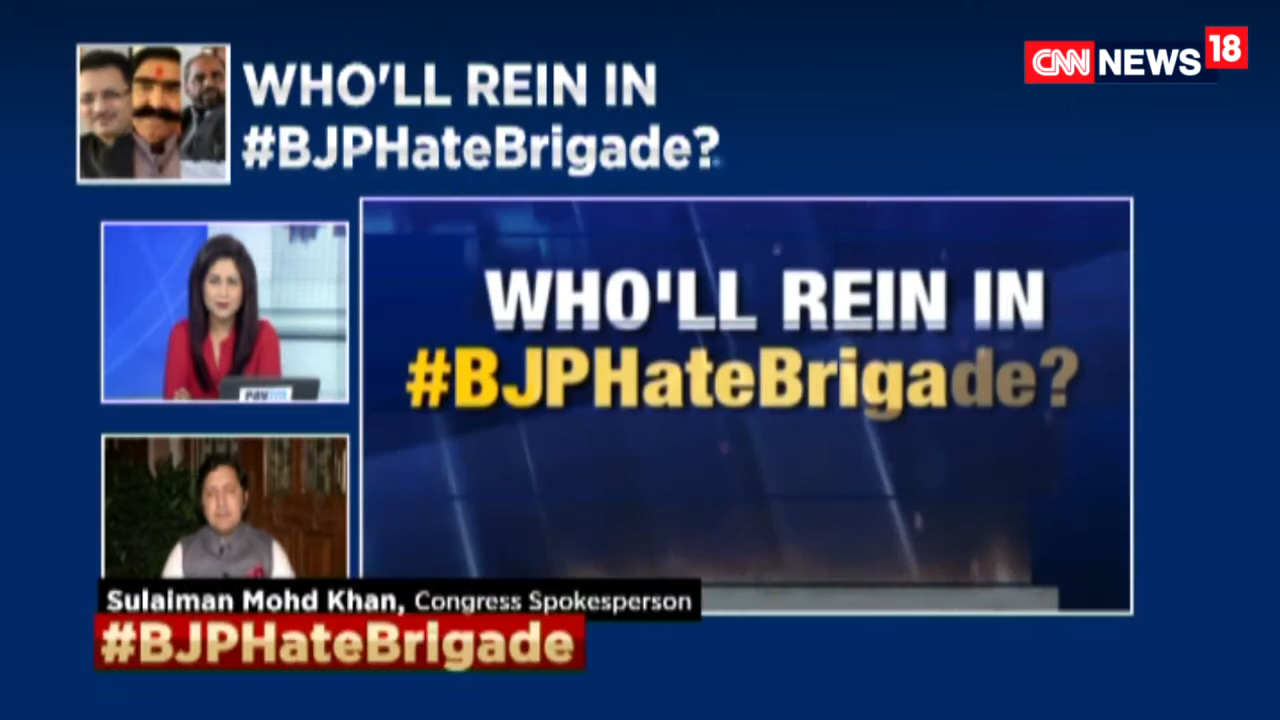 CNN NEWS 18
WHO'LL REIN IN
#BJPHateBrigade?
WHO'LL REIN IN
#BJPHateBrigade?
PAYTM
Sulaiman Mohd Khan, Congress Spokesperson
#BJPHateBrigade